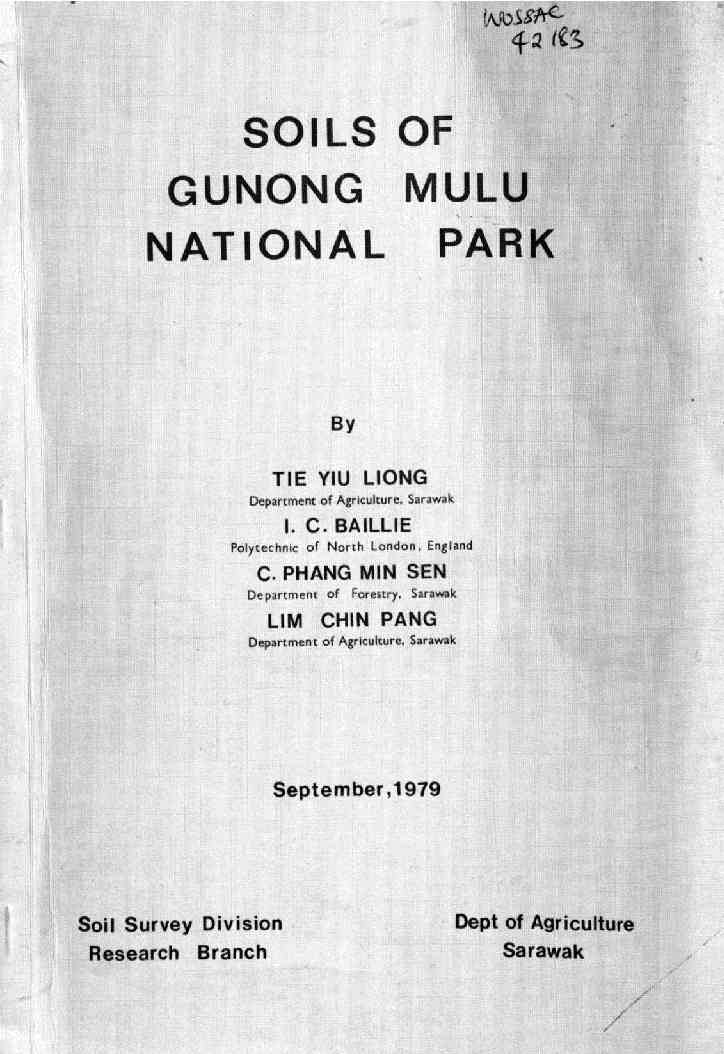 WOSSAC
42183
SOILS OF
GUNONG MULU
NATIONAL PARK
By
TIE YIU LIONG
Department of Agriculture, Sarawak
I. C. BAILLIE
Polytechnic of North London, England
C. PHANG MIN SEN
Department of Forestry, Sarawak
LIM CHIN PANG
Department of Agriculture, Sarawak
September,1979
Soil Survey Division
Research Branch
Dept of Agriculture
Sarawak